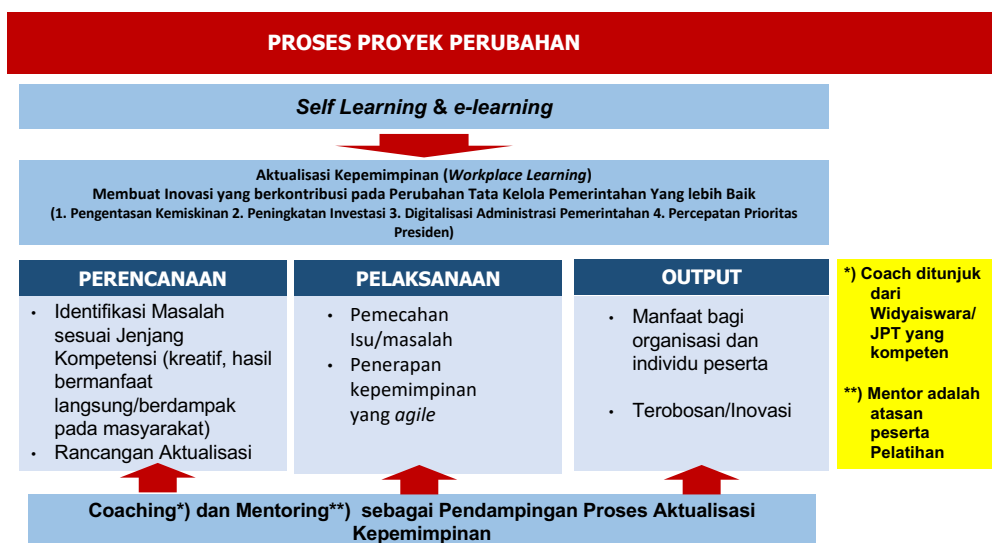 PROSES PROYEK PERUBAHAN
Self Learning & e-learning
Aktualisasi Kepemimpinan (Workplace Learning)
Membuat Inovasi yang berkontribusi pada Perubahan Tata Kelola Pemerintahan Yang lebih Baik
(1. Pengentasan Kemiskinan 2. Peningkatan Investasi 3. Digitalisasi Administrasi Pemerintahan 4. Percepatan Prioritas
Presiden)
PERENCANAAN
• Identifikasi Masalah
sesuai Jenjang
Kompetensi (kreatif, hasil
bermanfaat
langsung/berdampak
pada masyarakat)
• Rancangan Aktualisasi
PELAKSANAAN
• Pemecahan
Isu/masalah
• Penerapan
kepemimpinan
yang agile
OUTPUT
• Manfaat bagi
organisasi dan
individu peserta
• Terobosan/Inovasi
*) Coach ditunjuk
dari
Widyaiswara/
JPT yang
kompeten
**) Mentor adalah
atasan
peserta
Pelatihan
Coaching*) dan Mentoring**) sebagai Pendampingan Proses Aktualisasi
Kepemimpinan